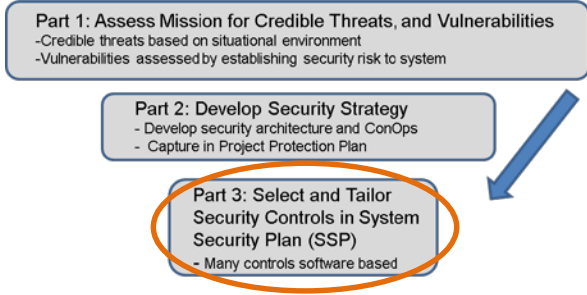 Part 1: Assess Mission for Credible Threats, and Vulnerabilities
-Credible threats based on situational environment
-Vulnerabilities assessed by establishing security risk to system
Part 2: Develop Security Strategy
- Develop security architecture and ConOps
- Capture in Project Protection Plan
Part 3: Select and Tailor
Security Controls in System
Security Plan (SSP)
- Many controls software based